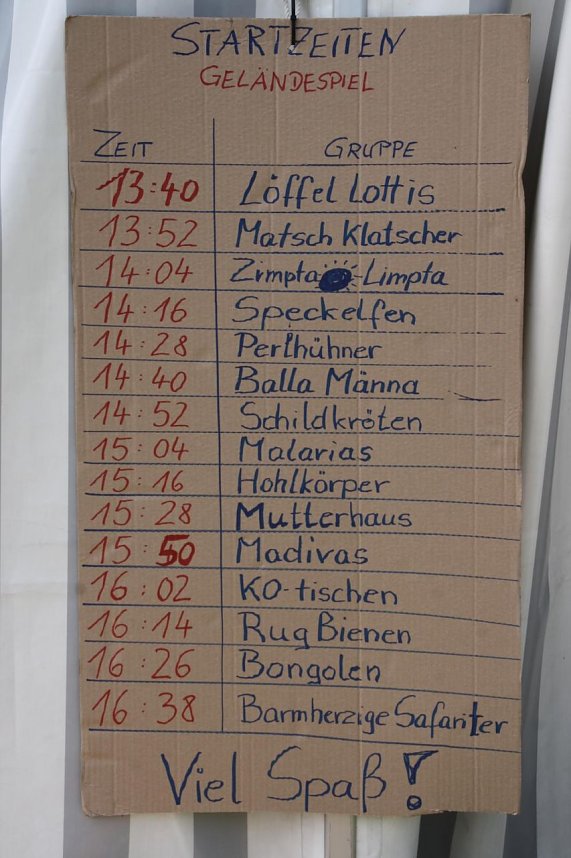 STARTZEITEN
GELÄNDESPIEL
ZEIT GRUPPE
13:40 Löffel Lottis
13:52 Matsch Klatscher
14:04 Zimpta Limpta
14:16 Speckelfen
14:28 Perlhühner
14:40 Balla Männa
14:52 Schildkröten
15:04 Malarias
15:16 Hohlkörper
15:28 Mutterhaus
15:50 Madivas
16:02 KO-tischen
16:14 Rug Bienen
16:26 Bongolen
16:38 Barmherzige Safariter
Viel Spaß!